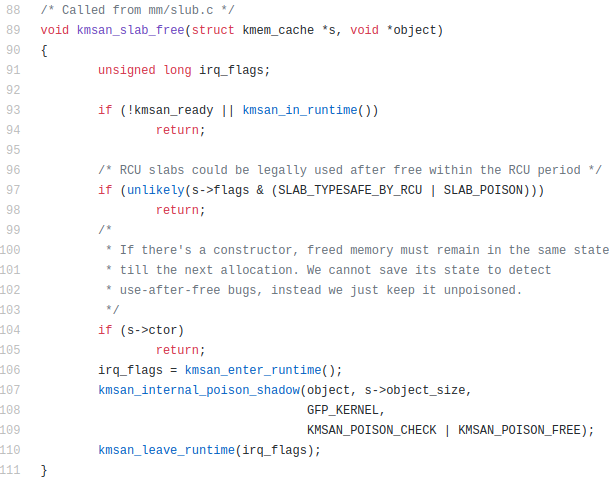 88 /* Called from mm/slub.c */
89 void kmsan_slab_free(struct kmem_cache *s, void *object)
90 {
91         unsigned long irq_flags;
92
93         if (!kmsan_ready || kmsan_in_runtime())
94                 return;
95
96         /* RCU slabs could be legally used after free within the RCU period */
97         if (unlikely(s->flags & (SLAB_TYPESAFE_BY_RCU | SLAB_POISON)))
98                 return;
99         /*
100          * If there's a constructor, freed memory must remain in the same state
101          * till the next allocation. We cannot save its state to detect
102          * use-after-free bugs, instead we just keep it unpoisoned.
103          */
104         if (s->ctor)
105                 return;
106         irq_flags = kmsan_enter_runtime();
107         kmsan_internal_poison_shadow(object, s->object_size,
108                                      GFP_KERNEL,
109                                      KMSAN_POISON_CHECK | KMSAN_POISON_FREE);
110         kmsan_leave_runtime(irq_flags);
111 }